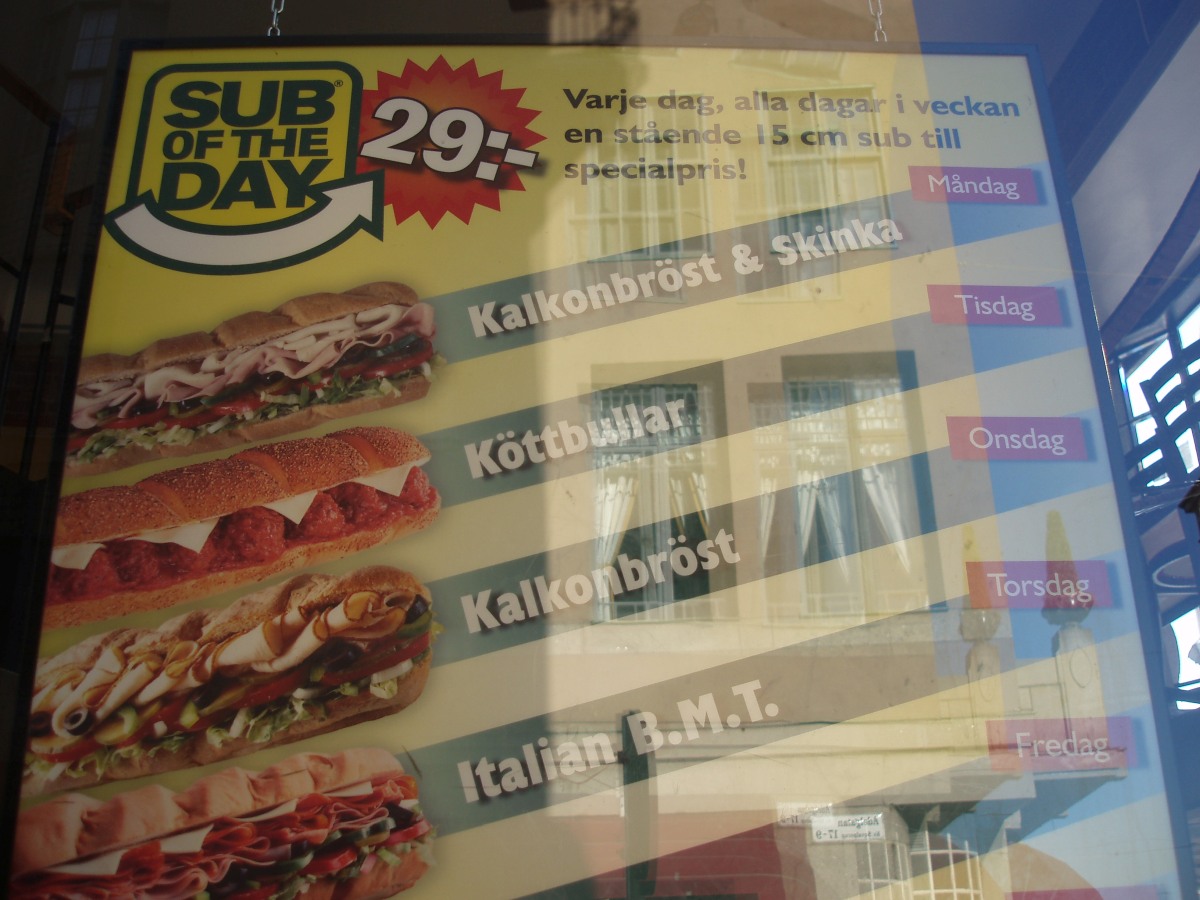 SUB®
OF THE
DAY
29:-
Varje dag, alla dagar i veckan
en stående 15 cm sub till
specialpris!
Måndag
Kalkonbröst & Skinka
Tisdag
Köttbullar
Onsdag
Kalkonbröst
Torsdag
Italian B.M.T.
Fredag